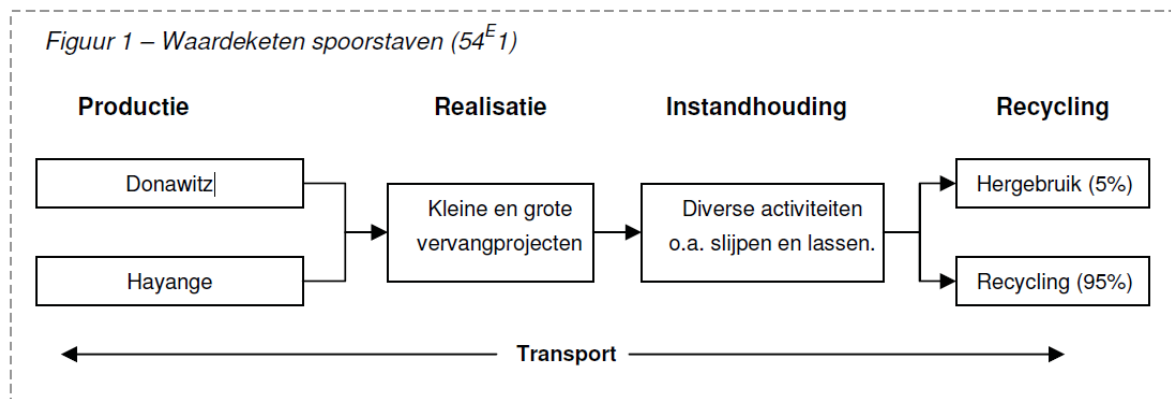 Figuur 1 – Waardeketen spoorstaven (54ᴱ1)
Productie
Realisatie
Instandhouding
Recycling
Donawitz
Hayange
Kleine en grote
vervangprojecten
Diverse activiteiten
o.a. slijpen en lassen.
Hergebruik (5%)
Recycling (95%)
Transport